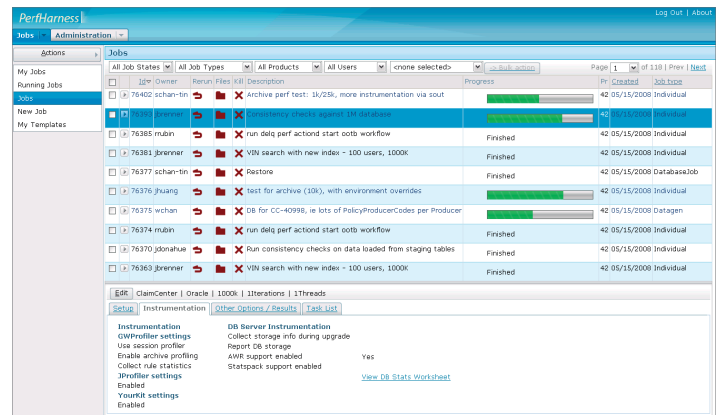 PerfHarness
Log Out | About
Jobs Administration
Actions
My Jobs
Running Jobs
Jobs
New Job
My Templates
Jobs
All Job States All Job Types All Products All Users <none selected> -> Bulk action Page 1 of 118 | Prev | Next
Id Owner Rerun Files Kill Description Progress Pr Created Job type
76402 schan-tin Archive perf test: 1k/25k, more instrumentation via sout 42 05/15/2008 Individual
76393 jbrenner Consistency checks against 1M database 42 05/15/2008 Individual
76385 rrubin run delq perf actiond start ootb workflow Finished 42 05/15/2008 Individual
76381 jbrenner VIN search with new index - 100 users, 1000K Finished 42 05/15/2008 Individual
76377 schan-tin Restore Finished 42 05/15/2008 DatabaseJob
76376 jhuang test for archive (10k), with environment overrides 42 05/15/2008 Individual
76375 wchan DB for CC-40998, ie lots of PolicyProducerCodes per Producer 42 05/15/2008 Datagen
76374 rrubin run delq perf actiond start ootb workflow Finished 42 05/15/2008 Individual
76370 jdonahue Run consistency checks on data loaded from staging tables Finished 42 05/15/2008 Individual
76363 jbrenner VIN search with new index - 100 users, 1000K Finished 42 05/15/2008 Individual
Edit ClaimCenter | Oracle | 1000k | 1Iterations | 1Threads
Setup Instrumentation Other Options / Results Task List
Instrumentation DB Server Instrumentation
GWProfiler settings Collect storage info during upgrade
Use session profiler Report DB storage
Enable archive profiling AWR support enabled Yes
Collect rule statistics Statspack support enabled
JProfiler settings View DB Stats Worksheet
Enabled
YourKit settings
Enabled